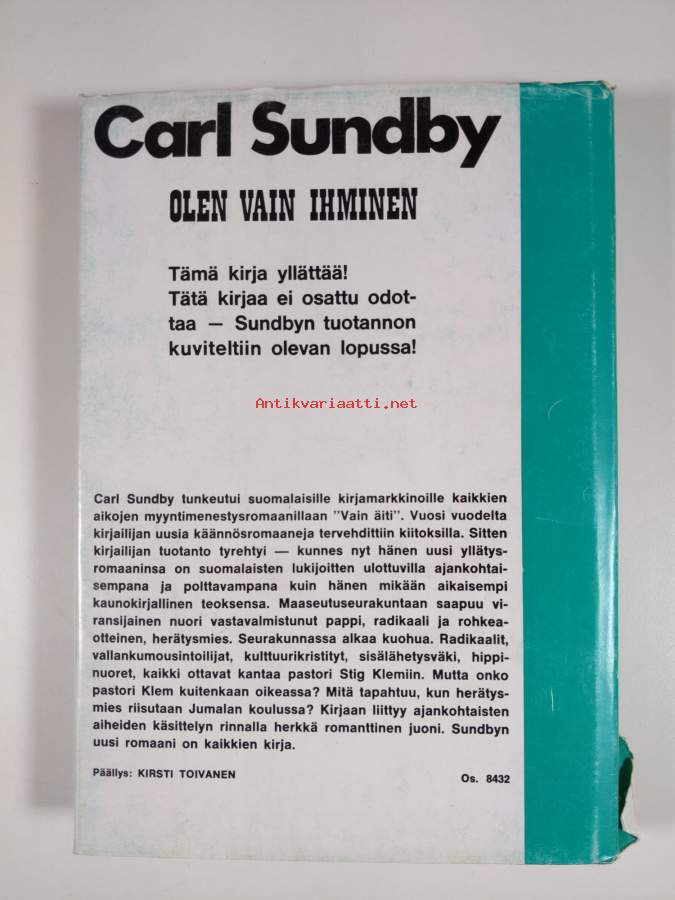 Carl Sundby
OLEN VAIN IHMINEN
Tämä kirja yllättää!
Tätä kirjaa ei osattu odot-
taa — Sundbyn tuotannon
kuviteltiin olevan lopussa!
Antikvariaatti.net
Carl Sundby tunkeutui suomalaisille kirjamarkkinoille kaikkien
aikojen myyntimenestysromaanillaan "Vain äiti". Vuosi vuodelta
kirjailijan uusia käännösromaaneja tervehdittiin kiitoksilla. Sitten
kirjailijan tuotanto tyrehtyi — kunnes nyt hänen uusi yllätys-
romaaninsa on suomalaisten lukijoitten ulottuvilla ajankohtai-
sempana ja polttavampana kuin hänen mikään aikaisempi
kaunokirjallinen teoksensa. Maaseutuseurakuntaan saapuu vi-
ransijainen nuori vastavalmistunut pappi, radikaali ja rohkea-
otteinen, herätysmies. Seurakunnassa alkaa kuohua. Radikaalit,
vallankumousintoilijat, kulttuurikristityt, sisälähetysväki, hippi-
nuoret, kaikki ottavat kantaa pastori Stig Klemiin. Mutta onko
pastori Klem kuitenkaan oikeassa? Mitä tapahtuu, kun herätys-
mies riisutaan Jumalan koulussa? Kirjaan liittyy ajankohtaisten
aiheiden käsittelyn rinnalla herkkä romanttinen juoni. Sundbyn
uusi romaani on kaikkien kirja.
Päällys: KIRSTI TOIVANEN
Os. 8432